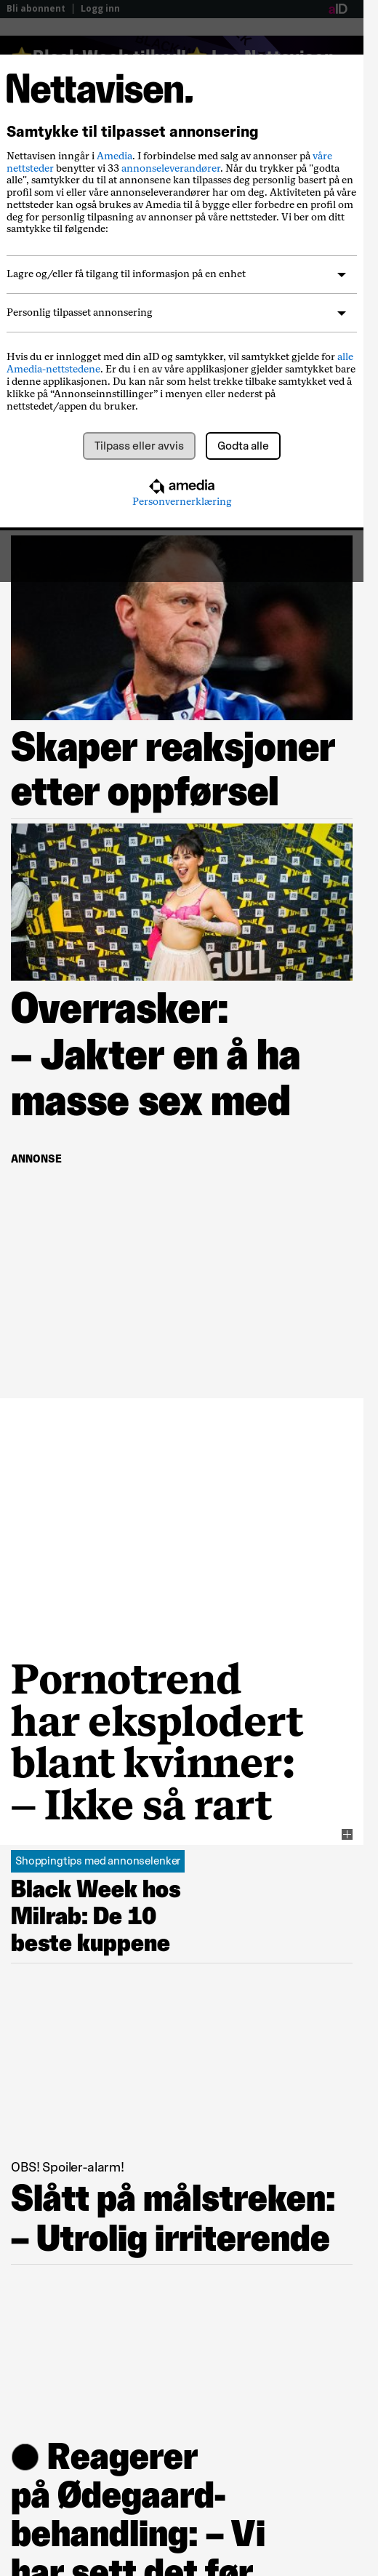 Bli abonnent | Logg inn
aID
Nettavisen.
Samtykke til tilpasset annonsering
Nettavisen inngår i Amedia. I forbindelse med salg av annonser på våre
nettsteder benytter vi 33 annonseleverandører. Når du trykker på "godta
alle", samtykker du til at annonsene kan tilpasses deg personlig basert på en
profil som vi eller våre annonseleverandører har om deg. Aktiviteten på våre
nettsteder kan også brukes av Amedia til å bygge eller forbedre en profil om
deg for personlig tilpasning av annonser på våre nettsteder. Vi ber om ditt
samtykke til følgende:
Lagre og/eller få tilgang til informasjon på en enhet
Personlig tilpasset annonsering
Hvis du er innlogget med din aID og samtykker, vil samtykket gjelde for alle
Amedia-nettstedene. Er du i en av våre applikasjoner gjelder samtykket bare
i denne applikasjonen. Du kan når som helst trekke tilbake samtykket ved å
klikke på “Annonseinnstillinger” i menyen eller nederst på
nettstedet/appen du bruker.
Tilpass eller avvis
Godta alle
amedia
Personvernerklæring
Skaper reaksjoner
etter oppførsel
GULL
Overrasker:
– Jakter en å ha
masse sex med
ANNONSE
Pornotrend
har eksplodert
blant kvinner:
– Ikke så rart
Shoppingtips med annonselenker
Black Week hos
Milrab: De 10
beste kuppene
OBS! Spoiler-alarm!
Slått på målstreken:
– Utrolig irriterende
Reagerer
på Ødegaard-
behandling: – Vi
har sett det før